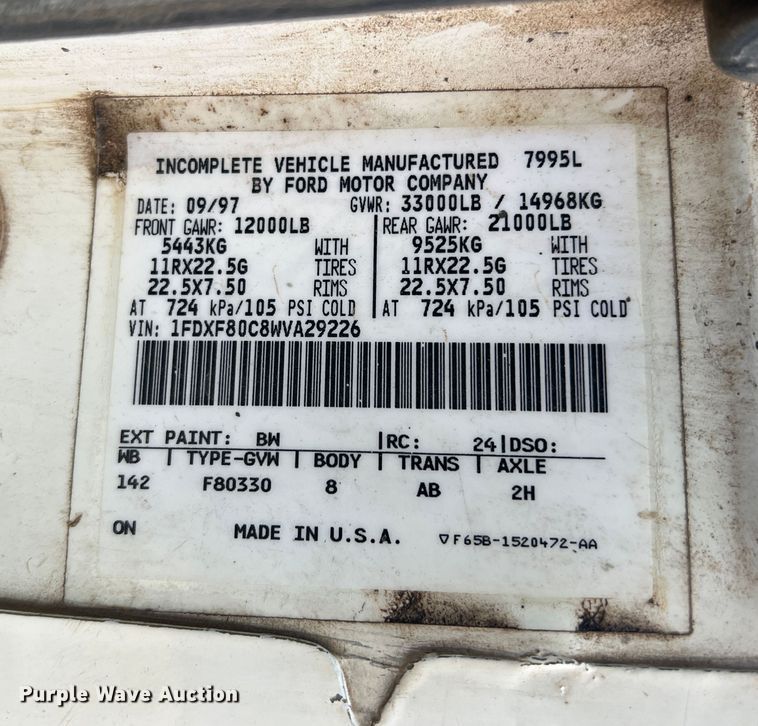 INCOMPLETE VEHICLE MANUFACTURED 7995L
BY FORD MOTOR COMPANY
DATE: 09/97 GVWR: 33000LB / 14968KG
FRONT GAWR: 12000LB REAR GAWR: 21000LB
5443KG WITH 9525KG WITH
11RX22.5G TIRES 11RX22.5G TIRES
22.5X7.50 RIMS 22.5X7.50 RIMS
AT 724 kPa/105 PSI COLD AT 724 kPa/105 PSI COLD
VIN: 1FDXF80C8WVA29226
EXT PAINT: BW RC: 24 DSO:
WB TYPE-GVW BODY TRANS AXLE
142 F80330 8 AB 2H
ON MADE IN U.S.A. ▽F65B-1520472-AA
Purple Wave Auction